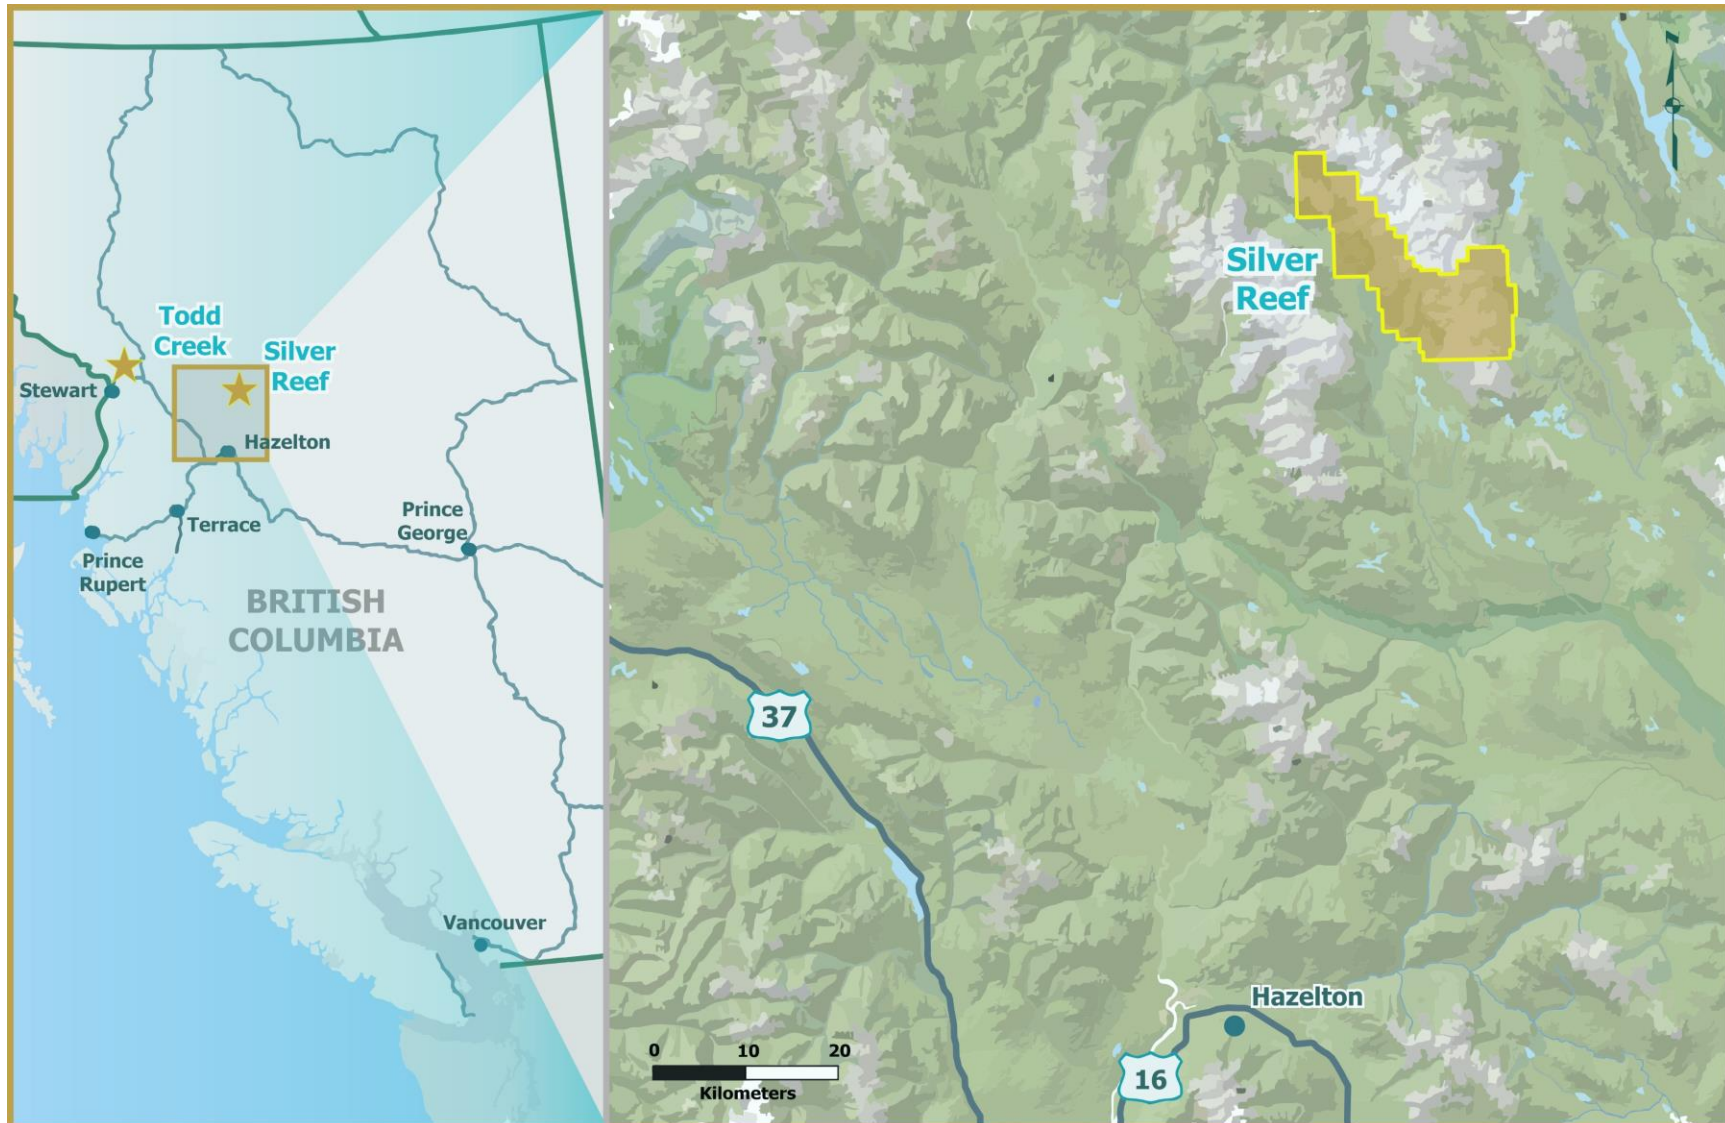 Todd
Creek
Silver
Reef
Stewart
Hazelton
Terrace
Prince
George
Prince
Rupert
BRITISH
COLUMBIA
Vancouver
N
Silver
Reef
37
Hazelton
16
0 10 20
Kilometers